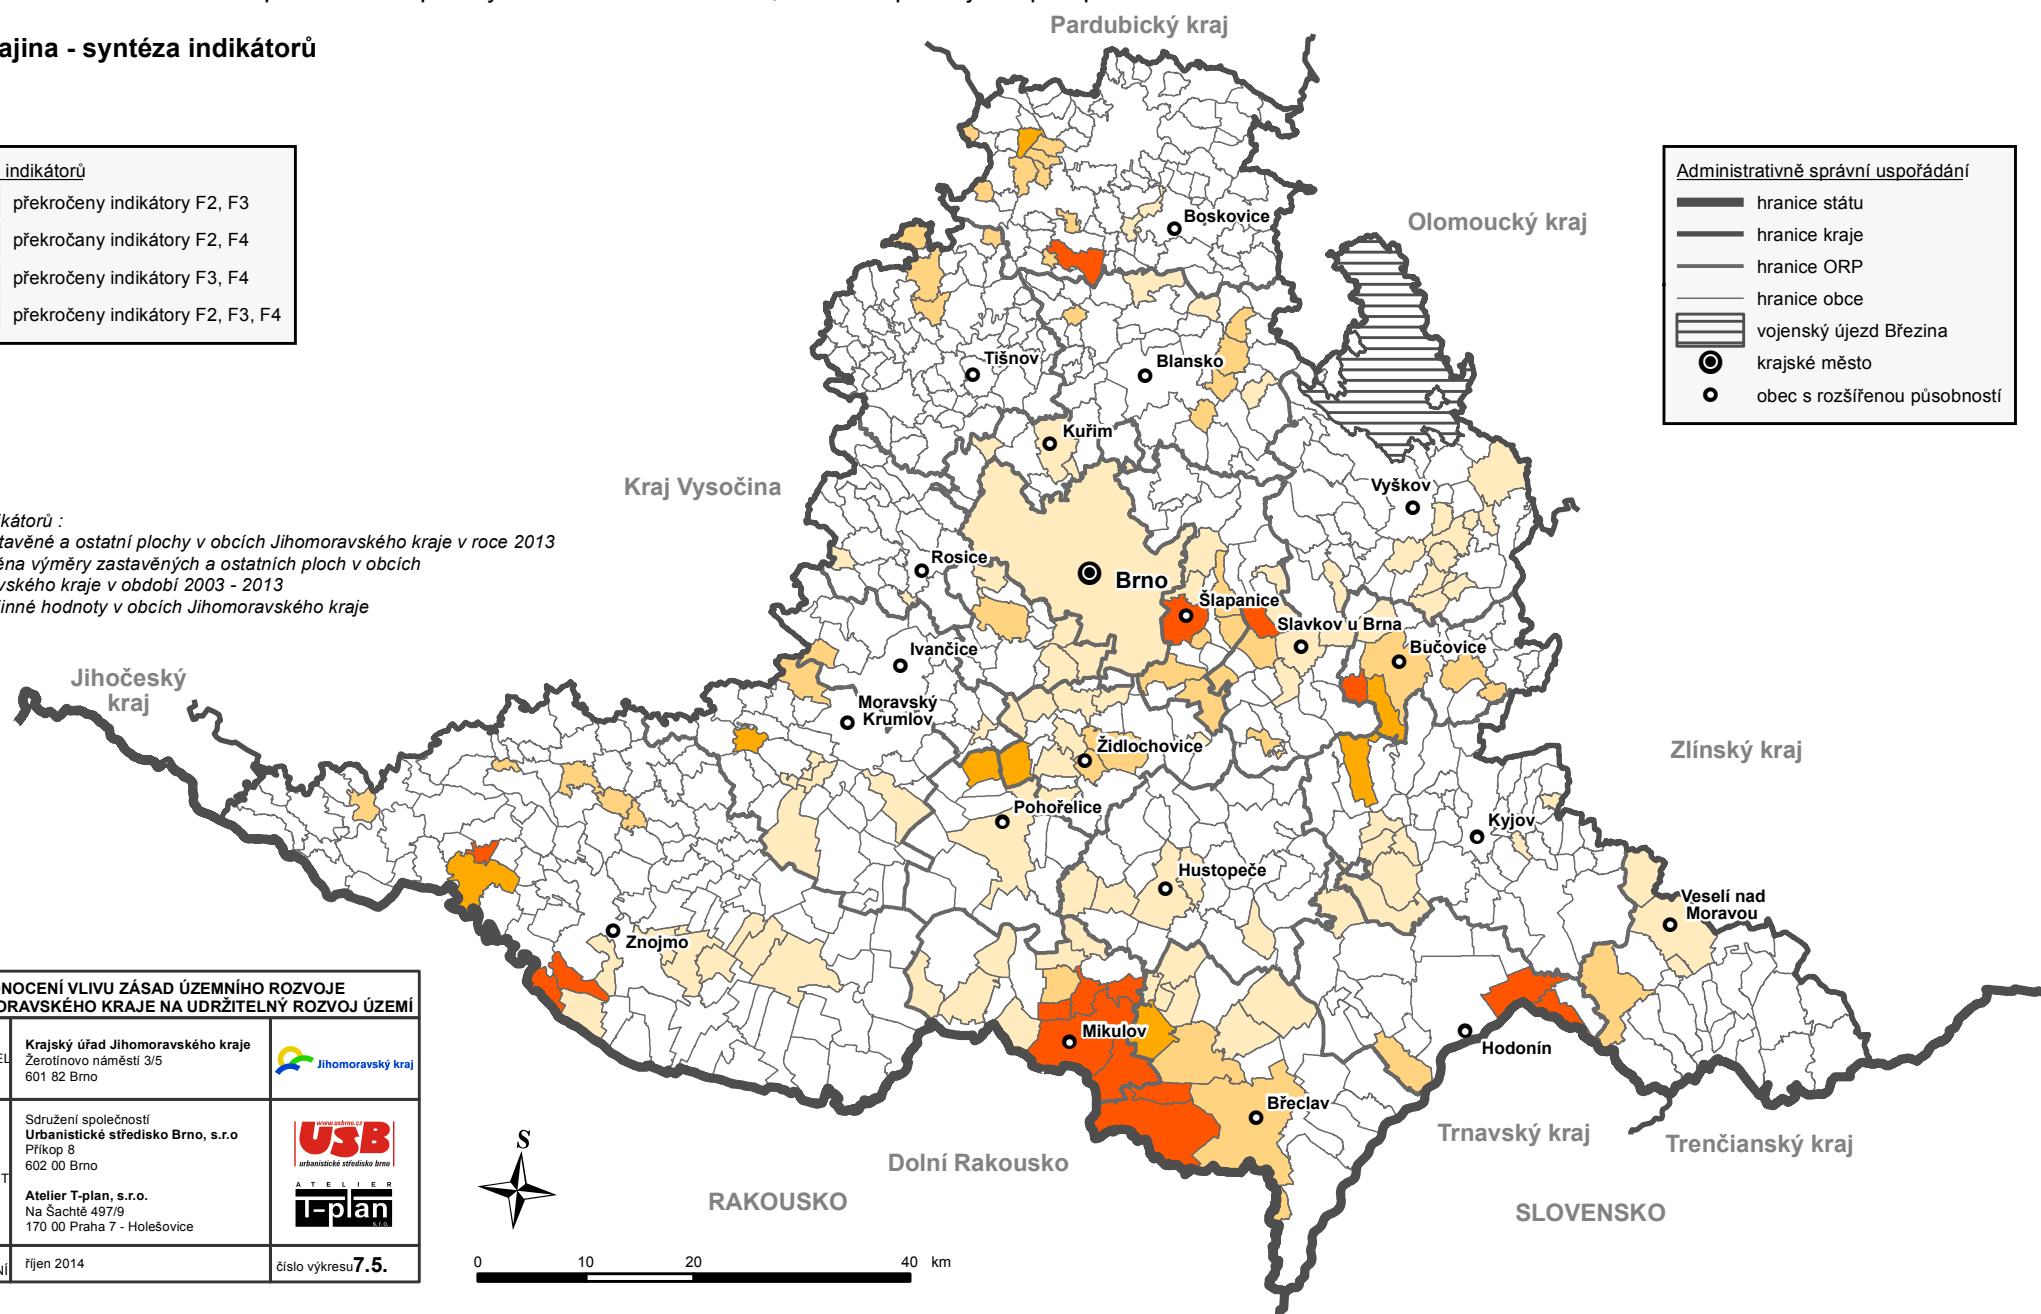 Pardubický kraj
ajina - syntéza indikátorů
indikátorů
překročeny indikátory F2, F3
překročany indikátory F2, F4
překročeny indikátory F3, F4
překročeny indikátory F2, F3, F4
Administrativně správní uspořádání
hranice státu
hranice kraje
hranice ORP
hranice obce
vojenský újezd Březina
krajské město
obec s rozšířenou působností
Olomoucký kraj
Boskovice
Tišnov
Blansko
Kuřim
Kraj Vysočina
Vyškov
ikátorů :
tavěné a ostatní plochy v obcích Jihomoravského kraje v roce 2013
ěna výměry zastavěných a ostatních ploch v obcích
vského kraje v období 2003 - 2013
jinné hodnoty v obcích Jihomoravského kraje
Rosice
Brno
Šlapanice
Slavkov u Brna
Bučovice
Ivančice
Jihočeský
kraj
Moravský
Krumlov
Židlochovice
Zlínský kraj
Pohořelice
Kyjov
Hustopeče
Veselí nad
Moravou
Znojmo
Mikulov
Hodonín
Břeclav
Trnavský kraj
Trenčianský kraj
Dolní Rakousko
RAKOUSKO
SLOVENSKO
NOCENÍ VLIVU ZÁSAD ÚZEMNÍHO ROZVOJE
ORAVSKÉHO KRAJE NA UDRŽITELNÝ ROZVOJ ÚZEMÍ
EL
Krajský úřad Jihomoravského kraje
Žerotínovo náměstí 3/5
601 82 Brno
Jihomoravský kraj
Sdružení společností
Urbanistické středisko Brno, s.r.o
Příkop 8
602 00 Brno
T
Atelier T-plan, s.r.o.
Na Šachtě 497/9
170 00 Praha 7 - Holešovice
www.usbrno.cz
USB
urbanistické středisko brno
ATELIER
T-plan
s.r.o.
NÍ
říjen 2014
číslo výkresu 7.5.
S
0 10 20 40 km